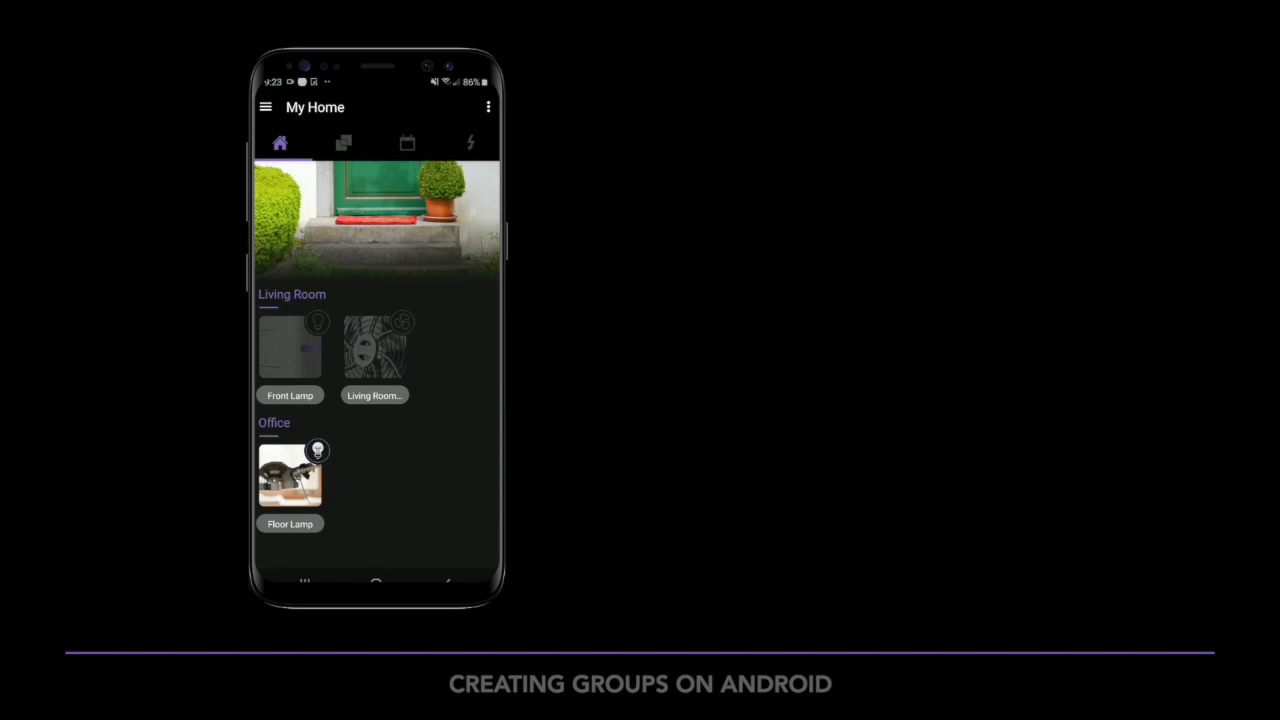 9:23
86%
My Home
Living Room
Front Lamp
Living Room...
Office
Floor Lamp
CREATING GROUPS ON ANDROID